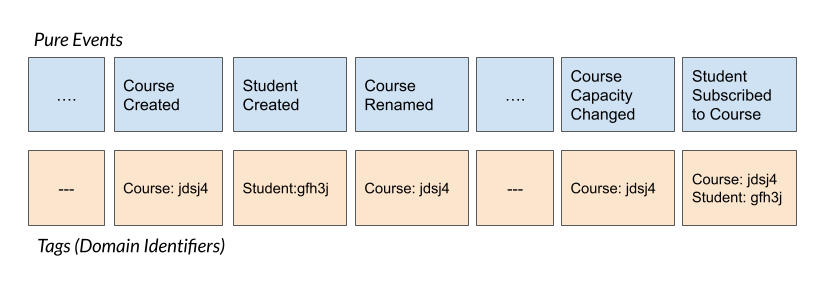 Pure Events
....
Course
Created
Student
Created
Course
Renamed
....
Course
Capacity
Changed
Student
Subscribed
to Course
---
Course: jdsj4
Student:gfh3j
Course: jdsj4
---
Course: jdsj4
Course: jdsj4
Student: gfh3j
Tags (Domain Identifiers)